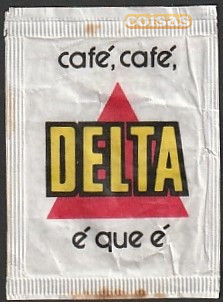 coisas
café, café,
DELTA
é que é